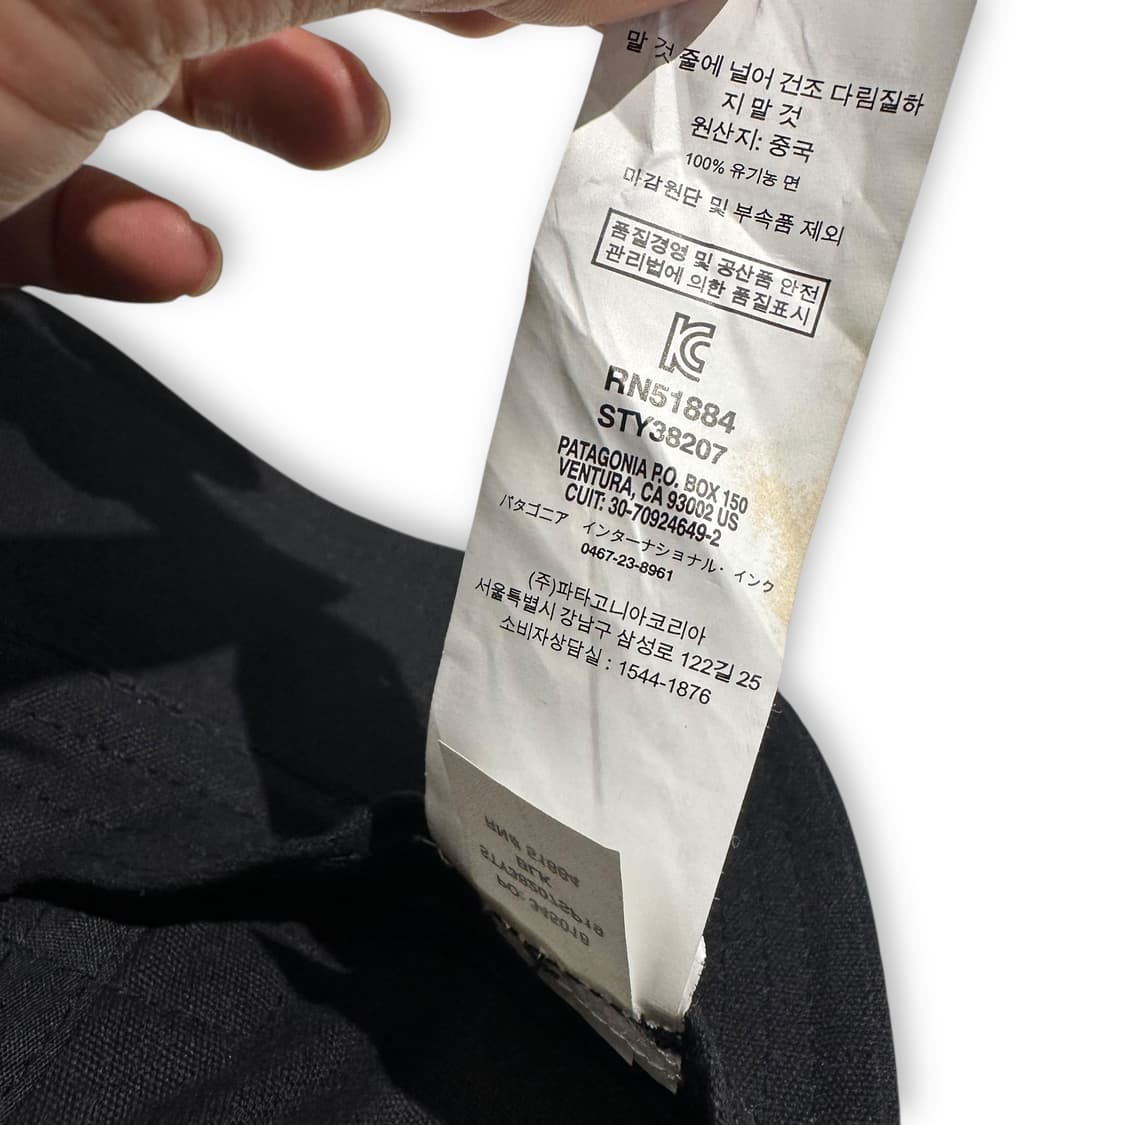 말 것 줄에 널어 건조 다림질하
지 말 것
원산지: 중국
100% 유기농 면
마감원단 및 부속품 제외
품질경영 및 공산품 안전
관리법에 의한 품질표시
RN51884
STY38207
PATAGONIA P.O. BOX 150
VENTURA, CA 93002 US
CUIT: 30-70924649-2
パタゴニア インターナショナル・インク
0467-23-8961
(주)파타고니아코리아
서울특별시 강남구 삼성로 122길 25
소비자상담실 : 1544-1876
RN# 51884
BLK
STY38207SP19
PO: 345019